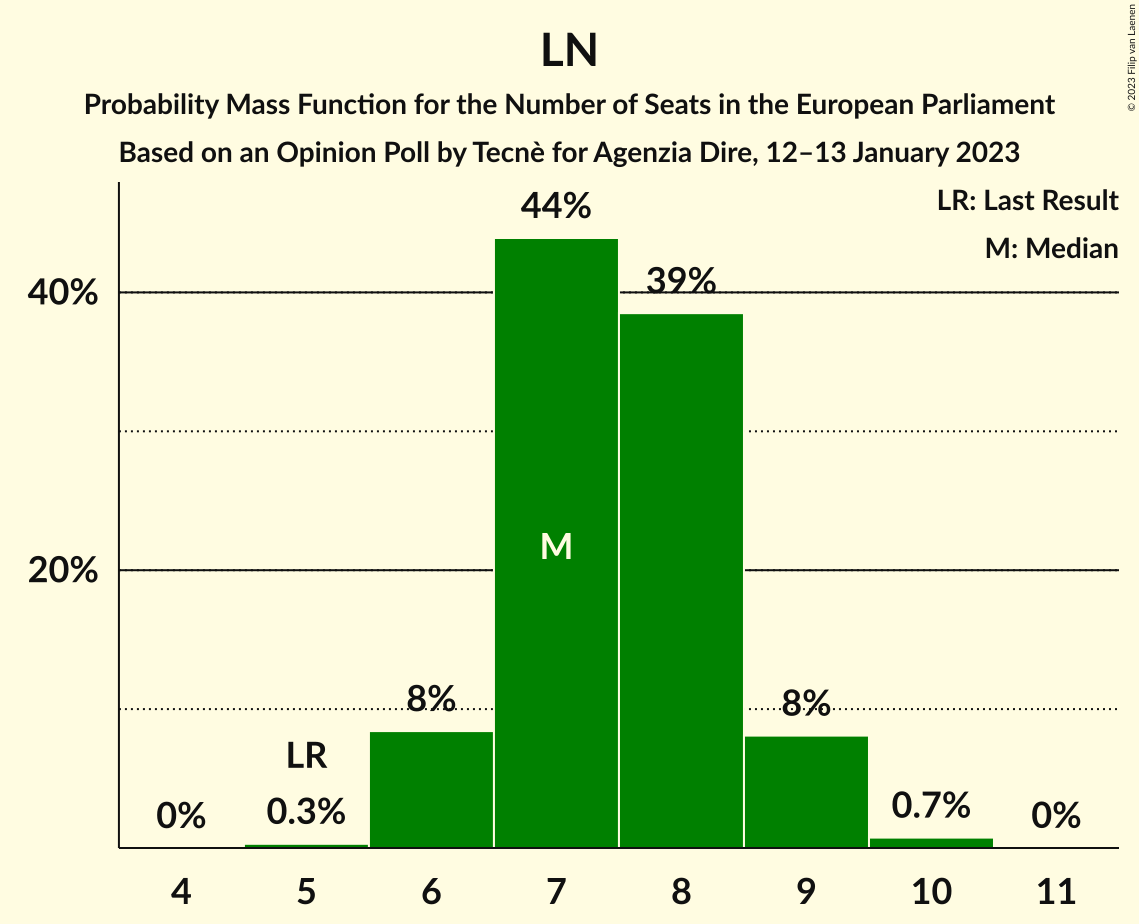 LN
Probability Mass Function for the Number of Seats in the European Parliament
Based on an Opinion Poll by Tecnè for Agenzia Dire, 12–13 January 2023
© 2023 Filip van Laenen
LR: Last Result
M: Median
40%
20%
0%
LR
0.3%
8%
44%
M
39%
8%
0.7%
0%
4 5 6 7 8 9 10 11